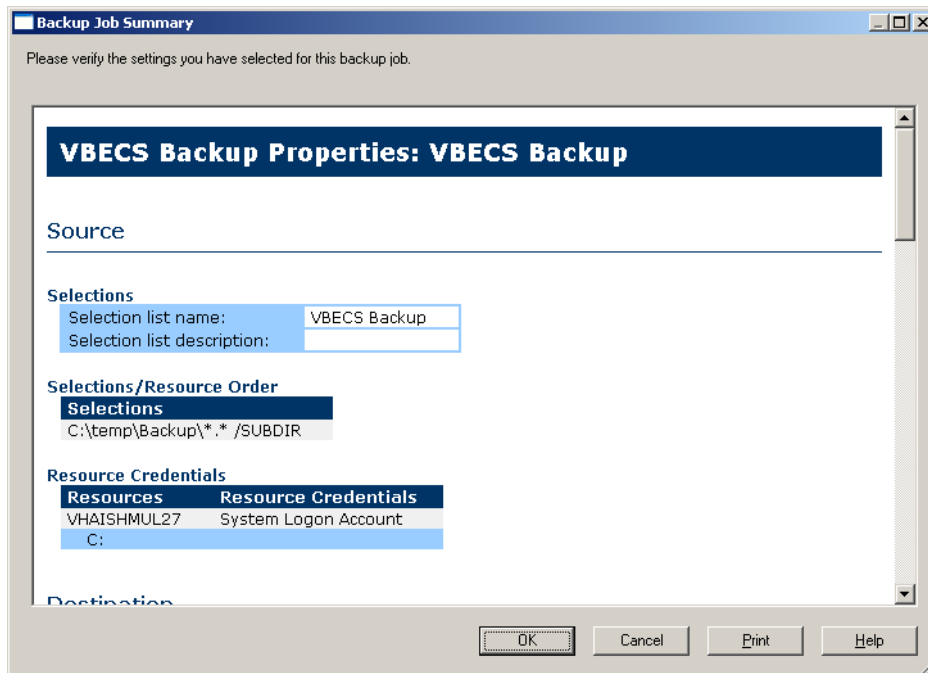 Backup Job Summary
Please verify the settings you have selected for this backup job.
VBECS Backup Properties: VBECS Backup
Source
Selections
Selection list name: VBECS Backup
Selection list description:
Selections/Resource Order
Selections
C:\temp\Backup\*.* /SUBDIR
Resource Credentials
Resources Resource Credentials
VHAISHMUL27 System Logon Account
C:
Destination
OK Cancel Print Help